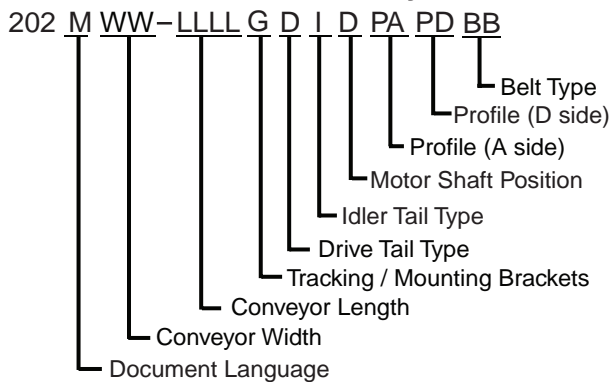 202 M WW–LLLL G D I D PA PD BB
Belt Type
Profile (D side)
Profile (A side)
Motor Shaft Position
Idler Tail Type
Drive Tail Type
Tracking / Mounting Brackets
Conveyor Length
Conveyor Width
Document Language